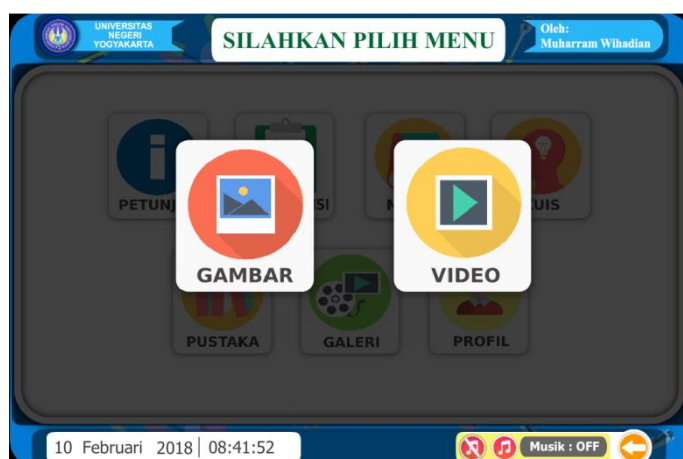 UNIVERSITAS
NEGERI
YOGYAKARTA
SILAHKAN PILIH MENU
Oleh:
Muharram Wihadian
PETUNJ
SI
UIS
GAMBAR
VIDEO
PUSTAKA
GALERI
PROFIL
10 Februari 2018 | 08:41:52
Musik : OFF